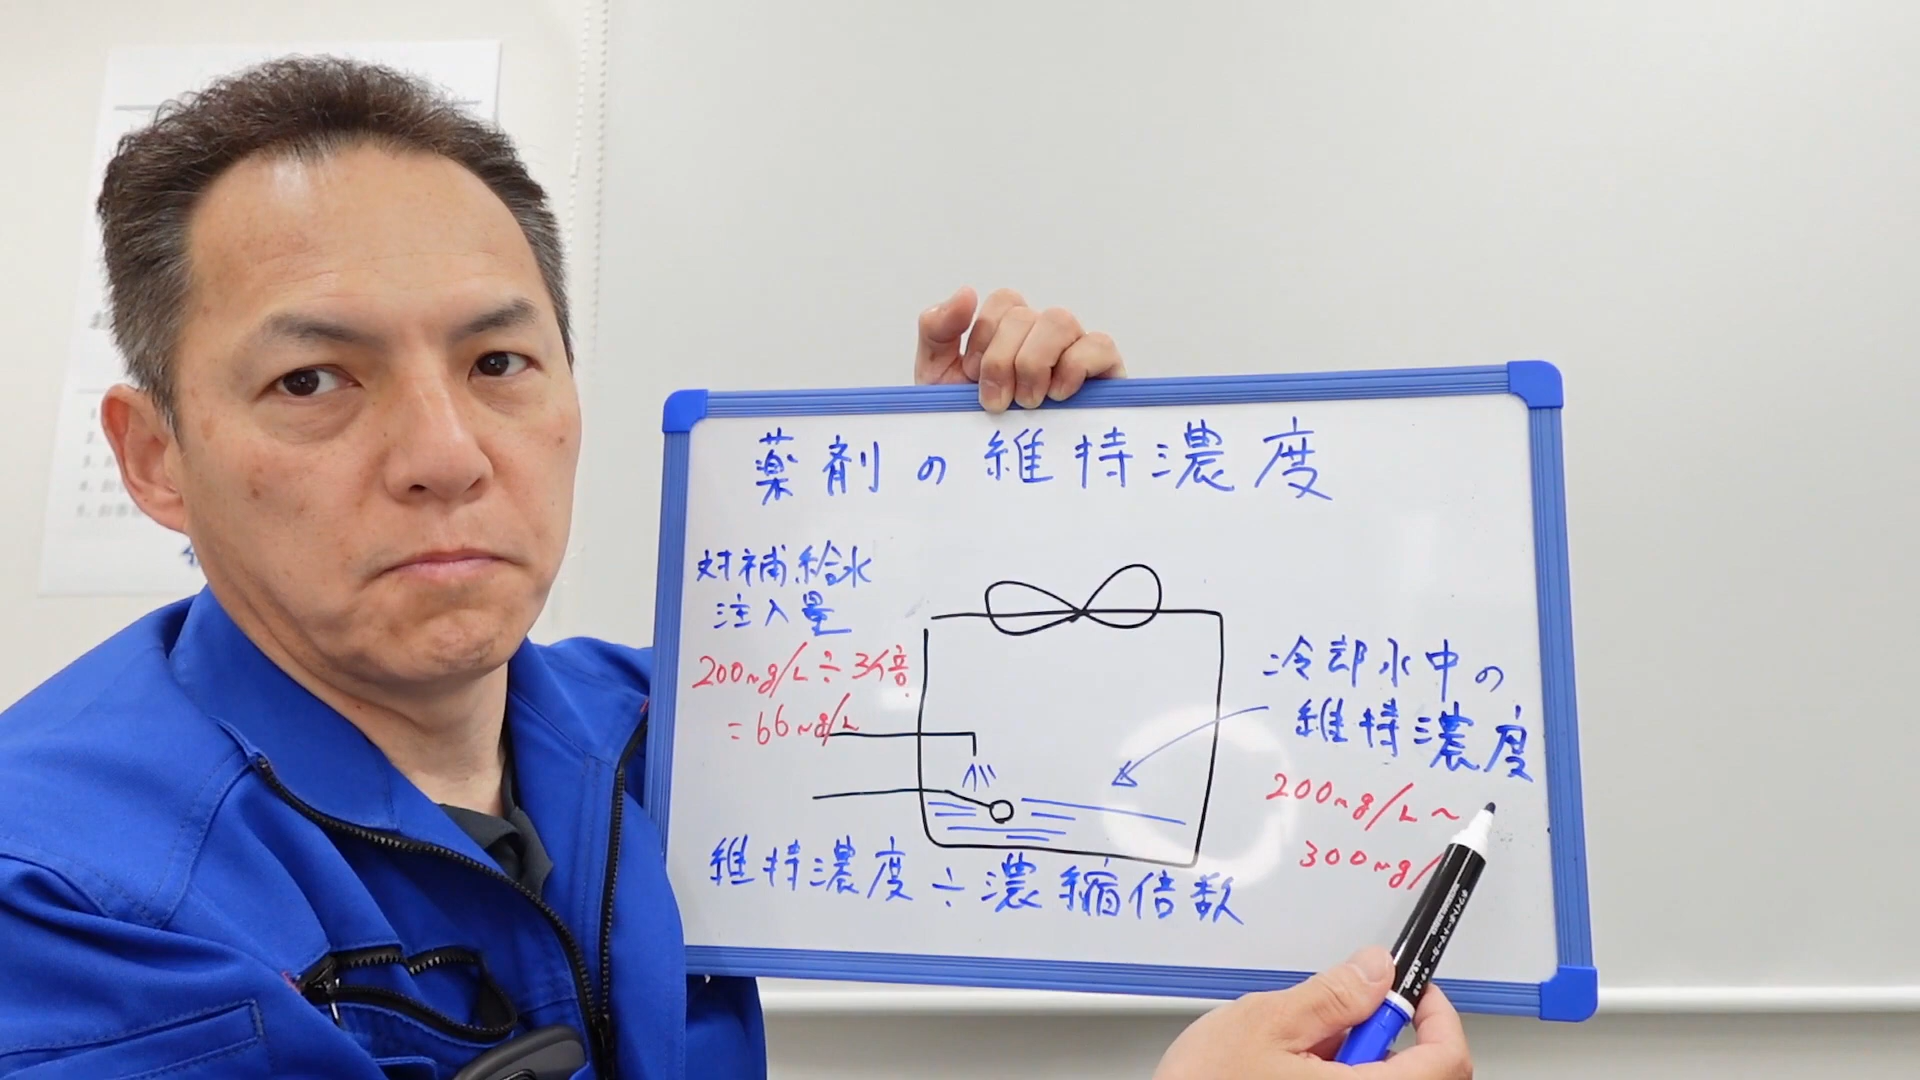 薬剤の維持濃度
対補給水
注入量
200mg/L÷3倍
=66mg/L
冷却水中の
維持濃度
200mg/L~
300mg/
維持濃度÷濃縮倍数